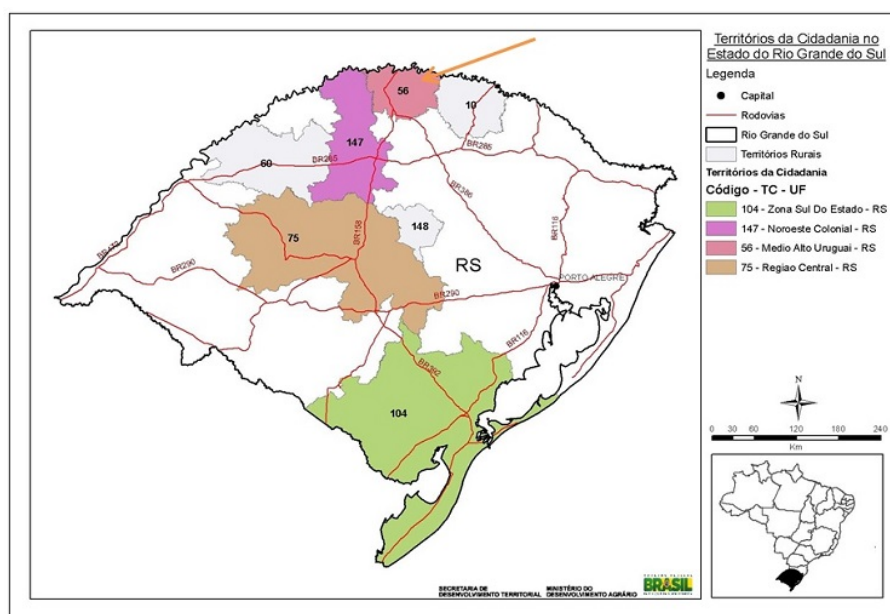 Territórios da Cidadania no
Estado do Rio Grande do Sul
Legenda
Capital
Rodovias
Rio Grande do Sul
Territórios Rurais
Territórios da Cidadania
Código - TC - UF
104 - Zona Sul Do Estado - RS
147 - Noroeste Colonial - RS
56 - Medio Alto Uruguai - RS
75 - Regiao Central - RS
56
10
147
60
BR285
BR285
BR386
148
75
BR158
BR116
RS
BR472
BR290
PORTO ALEGRE
BR290
BR116
BR392
104
N
0 30 60 120 180 240
Km
SECRETARIA DE
DESENVOLVIMENTO TERRITORIAL
MINISTÉRIO DO
DESENVOLVIMENTO AGRÁRIO
BRASIL